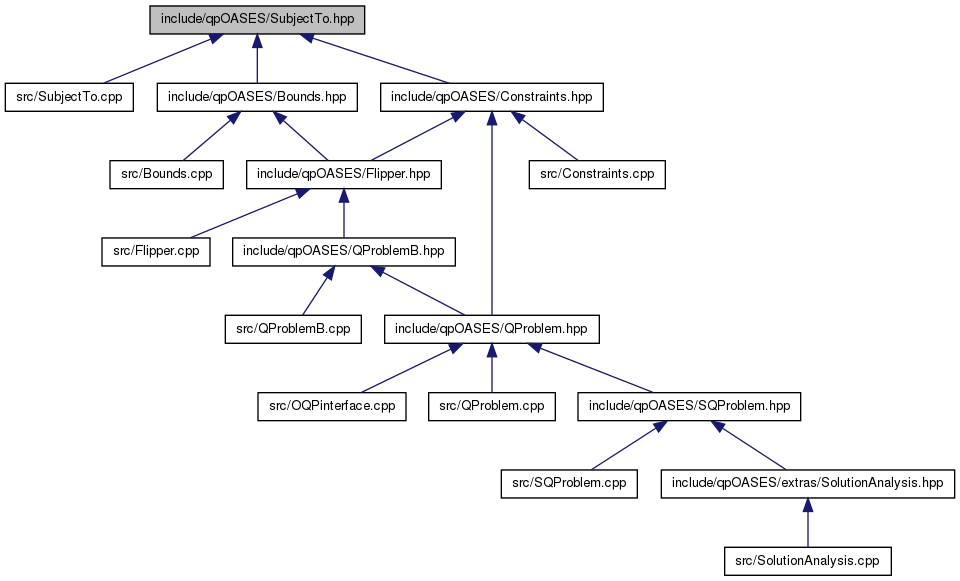 include/qpOASES/SubjectTo.hpp
src/SubjectTo.cpp
include/qpOASES/Bounds.hpp
include/qpOASES/Constraints.hpp
src/Bounds.cpp
include/qpOASES/Flipper.hpp
src/Constraints.cpp
src/Flipper.cpp
include/qpOASES/QProblemB.hpp
src/QProblemB.cpp
include/qpOASES/QProblem.hpp
src/OQPinterface.cpp
src/QProblem.cpp
include/qpOASES/SQProblem.hpp
src/SQProblem.cpp
include/qpOASES/extras/SolutionAnalysis.hpp
src/SolutionAnalysis.cpp